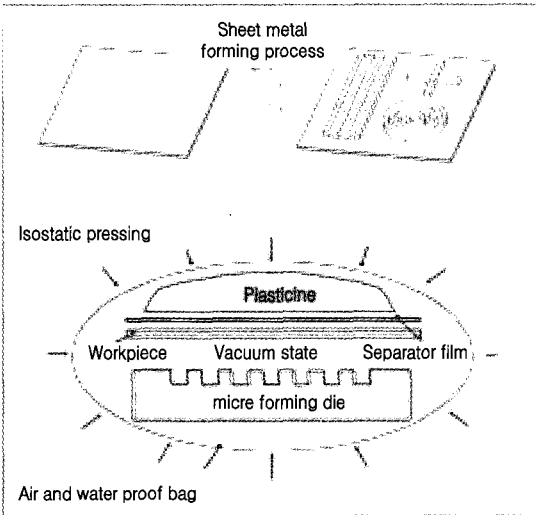 Sheet metal
forming process
Isostatic pressing
Plasticine
Workpiece Vacuum state Separator film
micre forming die
Air and water proof bag